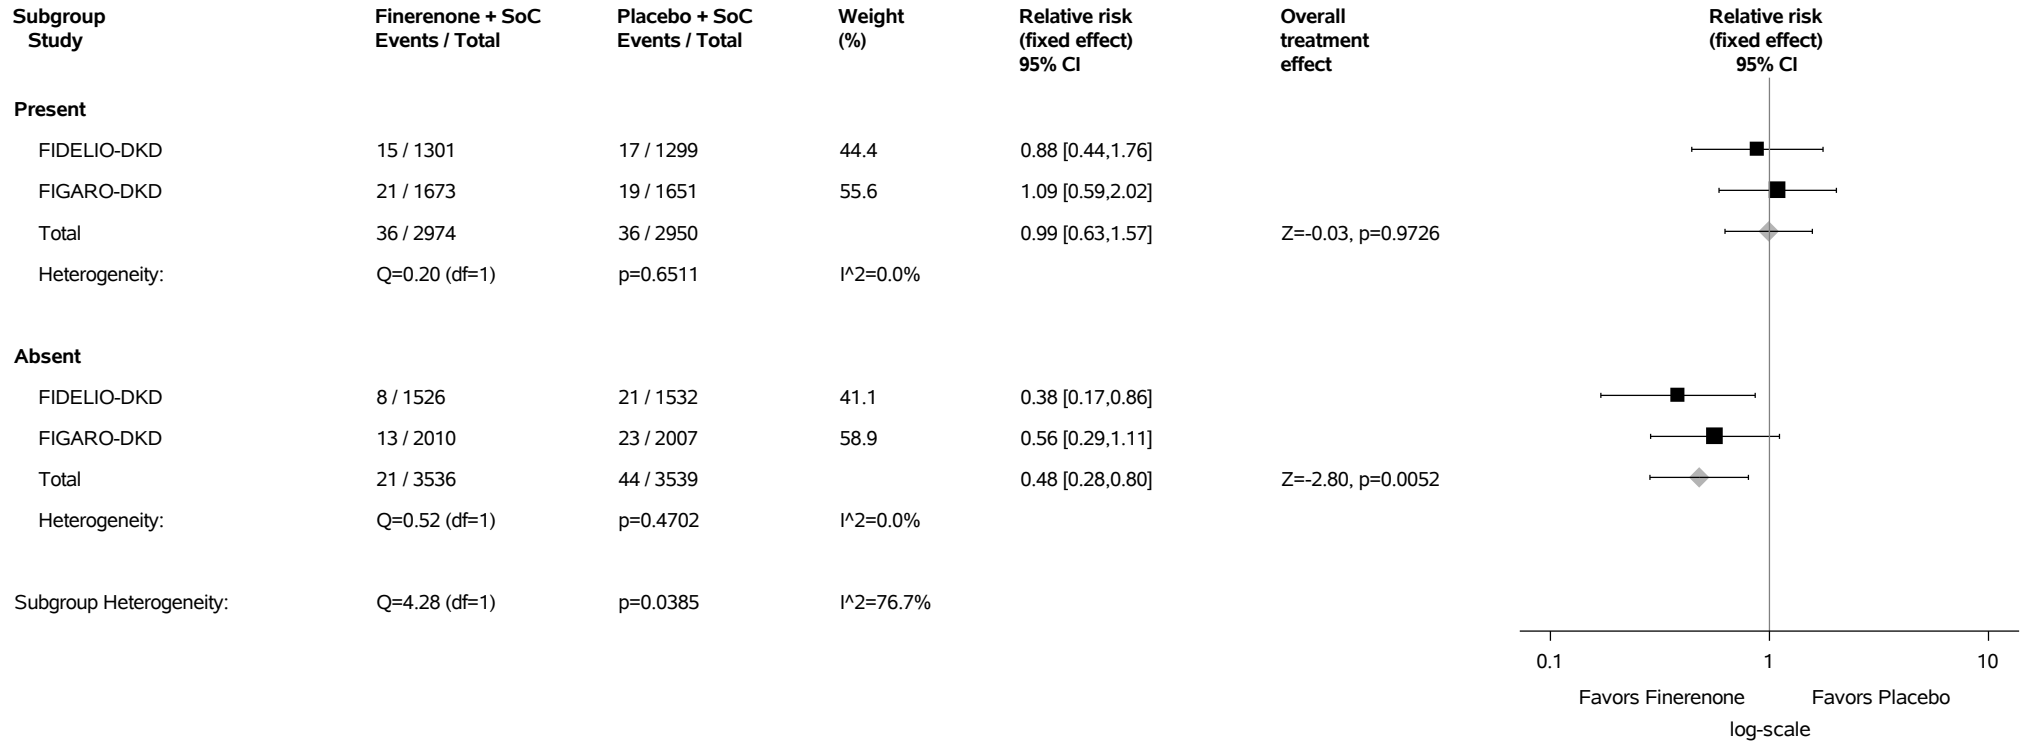 Subgroup Finerenone + SoC Placebo + SoC Weight Relative risk Overall Relative risk
Study Events / Total Events / Total (%) (fixed effect) treatment (fixed effect)
95% CI effect 95% CI
Present
FIDELIO-DKD 15 / 1301 17 / 1299 44.4 0.88 [0.44,1.76]
FIGARO-DKD 21 / 1673 19 / 1651 55.6 1.09 [0.59,2.02]
Total 36 / 2974 36 / 2950 0.99 [0.63,1.57] Z=-0.03, p=0.9726
Heterogeneity: Q=0.20 (df=1) p=0.6511 I^2=0.0%
Absent
FIDELIO-DKD 8 / 1526 21 / 1532 41.1 0.38 [0.17,0.86]
FIGARO-DKD 13 / 2010 23 / 2007 58.9 0.56 [0.29,1.11]
Total 21 / 3536 44 / 3539 0.48 [0.28,0.80] Z=-2.80, p=0.0052
Heterogeneity: Q=0.52 (df=1) p=0.4702 I^2=0.0%
Subgroup Heterogeneity: Q=4.28 (df=1) p=0.0385 I^2=76.7%
0.1 1 10
Favors Finerenone Favors Placebo
log-scale